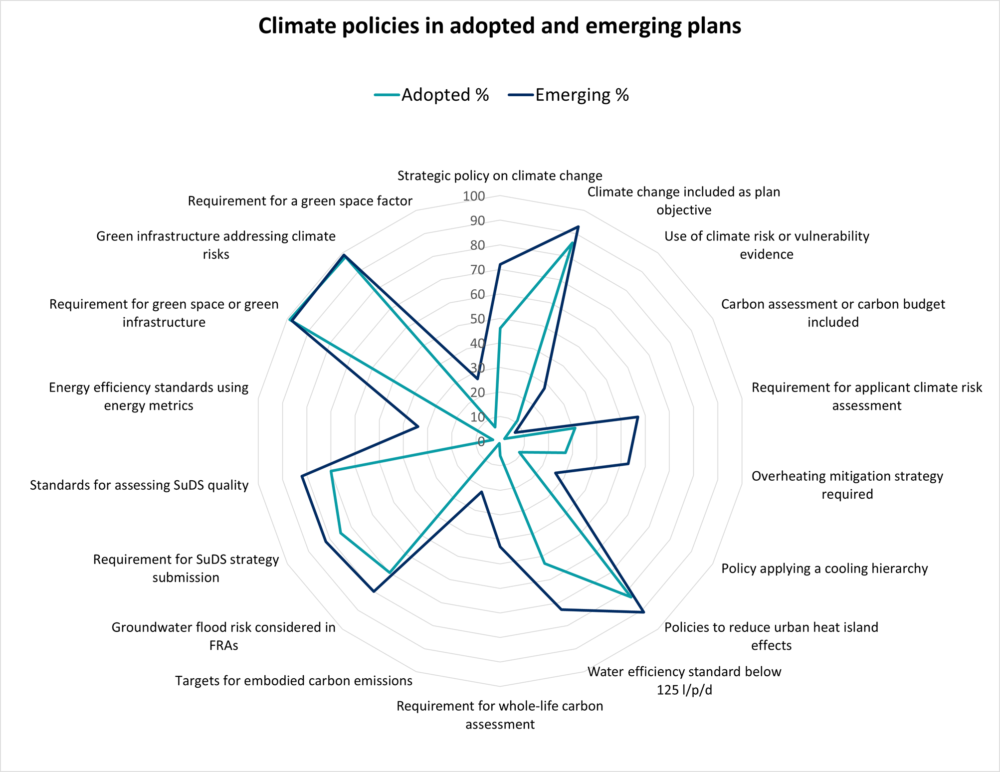 Climate policies in adopted and emerging plans
Adopted %
Emerging %
Strategic policy on climate change
Climate change included as plan
objective
Use of climate risk or vulnerability
evidence
Carbon assessment or carbon budget
included
Requirement for applicant climate risk
assessment
Overheating mitigation strategy
required
Policy applying a cooling hierarchy
Policies to reduce urban heat island
effects
Water efficiency standard below
125 l/p/d
Requirement for whole-life carbon
assessment
Targets for embodied carbon emissions
Groundwater flood risk considered in
FRAs
Requirement for SuDS strategy
submission
Standards for assessing SuDS quality
Energy efficiency standards using
energy metrics
Requirement for green space or green
infrastructure
Green infrastructure addressing climate
risks
Requirement for a green space factor
100
90
80
70
60
50
40
30
20
10
0